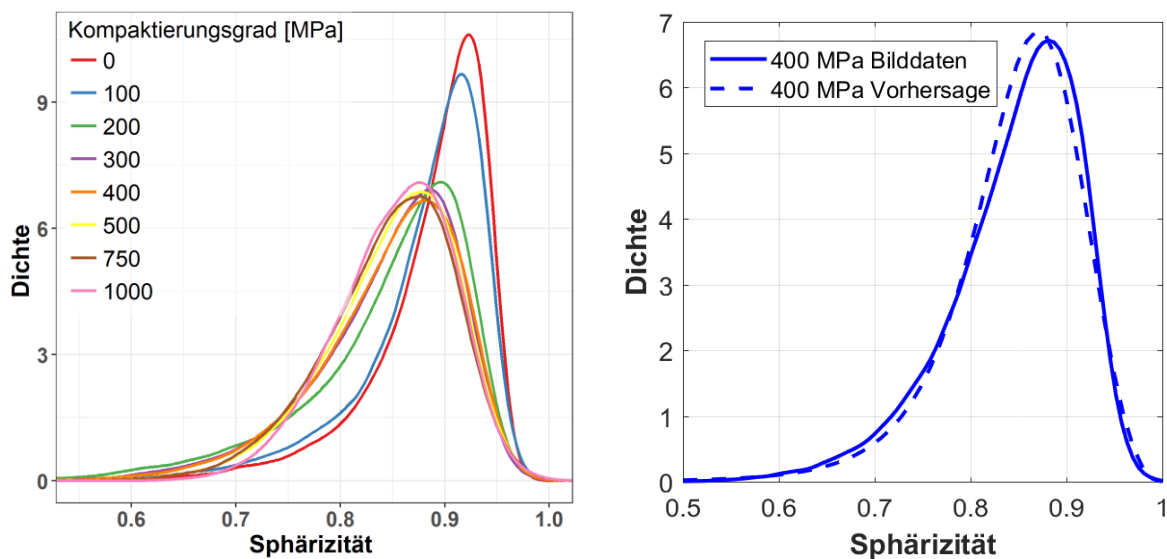 Kompaktierungsgrad [MPa]
0
100
200
300
400
500
750
1000
9
6
3
0
Dichte
0.6 0.7 0.8 0.9 1.0
Sphärizität
400 MPa Bilddaten
400 MPa Vorhersage
7
6
5
4
3
2
1
0
Dichte
0.5 0.6 0.7 0.8 0.9 1
Sphärizität